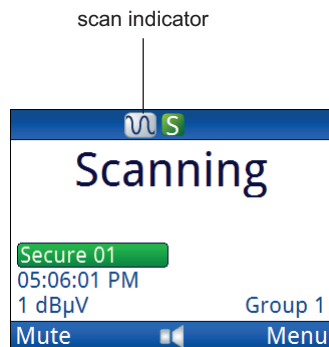 scan indicator
S
Scanning
Secure 01
05:06:01 PM
1 dBµV Group 1
Mute Menu